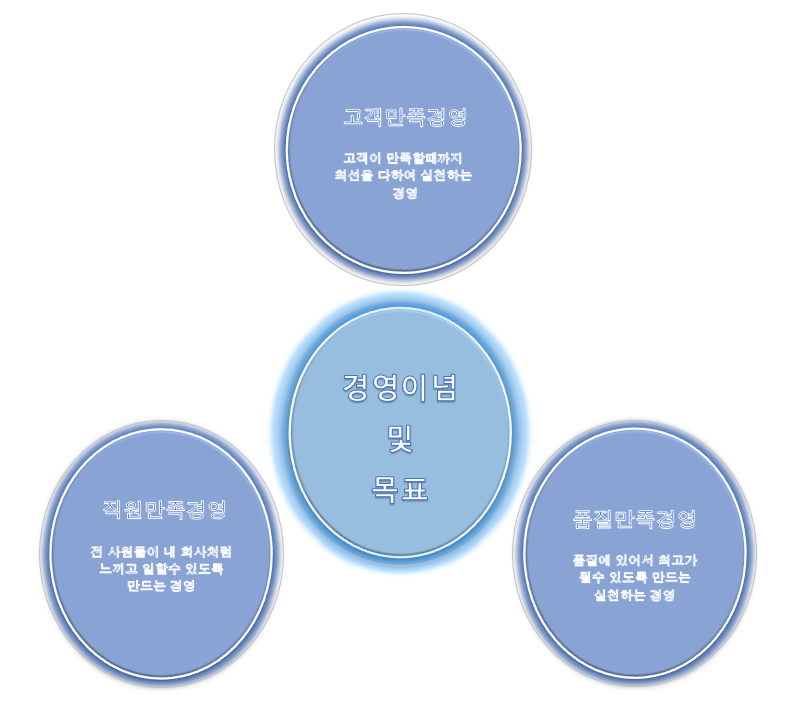 고객만족경영
고객이 만족할때까지
최선을 다하여 실천하는
경영
경영이념
및
목표
직원만족경영
전 사원들이 내 회사처럼
느끼고 일할수 있도록
만드는 경영
품질만족경영
품질에 있어서 최고가
될수 있도록 만드는
실천하는 경영